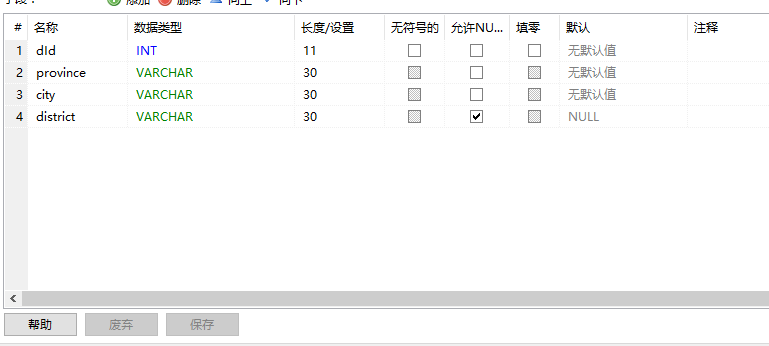 字段： 添加 删除 向上 向下
# 名称 数据类型 长度/设置 无符号的 允许NU... 填零 默认 注释
1 dId INT 11 无默认值
2 province VARCHAR 30 无默认值
3 city VARCHAR 30 无默认值
4 district VARCHAR 30 NULL
帮助 废弃 保存